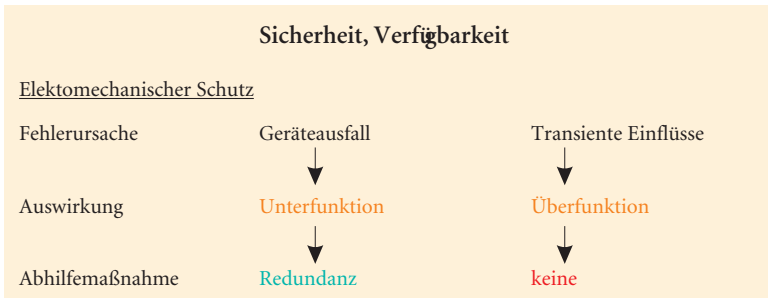 Sicherheit, Verfügbarkeit
Elektomechanischer Schutz
Fehlerursache Geräteausfall Transiente Einflüsse
Auswirkung Unterfunktion Überfunktion
Abhilfemaßnahme Redundanz keine